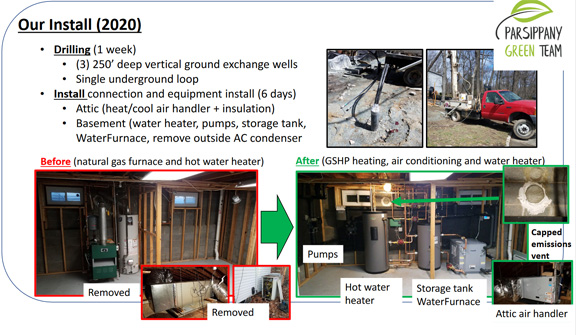 Our Install (2020)
PARSIPPANY
GREEN TEAM
• Drilling (1 week)
• (3) 250’ deep vertical ground exchange wells
• Single underground loop
• Install connection and equipment install (6 days)
• Attic (heat/cool air handler + insulation)
• Basement (water heater, pumps, storage tank,
WaterFurnace, remove outside AC condenser
Before (natural gas furnace and hot water heater)
After (GSHP heating, air conditioning and water heater)
Removed
Removed
Pumps
Hot water
heater
Storage tank
WaterFurnace
Capped
emissions
vent
Attic air handler